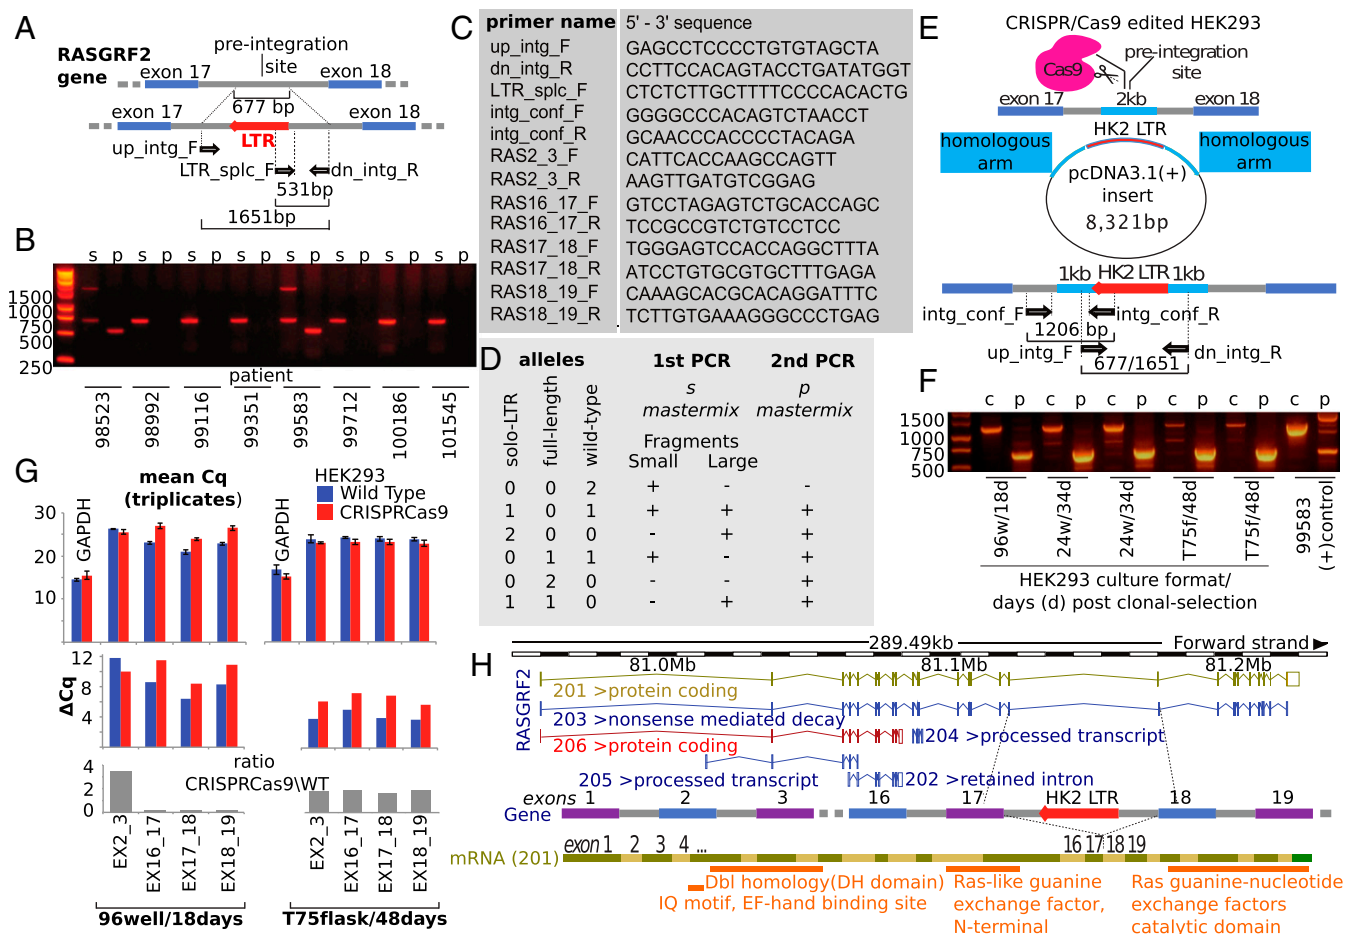 A
RASGRF2
gene
pre-integration
site
exon 17
exon 18
677 bp
exon 17
LTR
exon 18
up_intg_F
LTR_splc_F
dn_intg_R
531bp
1651bp
B
s p s p s p s p s p s p s p s p
1500
750
500
250
patient
98523
98992
99116
99351
99583
99712
100186
101545
C
primer name 5' - 3' sequence
up_intg_F GAGCCTCCCCTGTGTAGCTA
dn_intg_R CCTTCCACAGTACCTGATATGGT
LTR_splc_F CTCTCTTGCTTTTCCCCACACTG
intg_conf_F GGGGCCCACAGTCTAACCT
intg_conf_R GCAACCCACCCCTACAGA
RAS2_3_F CATTCACCAAGCCAGTT
RAS2_3_R AAGTTGATGTCGGAG
RAS16_17_F GTCCTAGAGTCTGCACCAGC
RAS16_17_R TCCGCCGTCTGTCCTCC
RAS17_18_F TGGGAGTCCACCAGGCTTTA
RAS17_18_R ATCCTGTGCGTGCTTTGAGA
RAS18_19_F CAAAGCACGCACAGGATTTC
RAS18_19_R TCTTGTGAAAGGGCCCTGAG
D
alleles 1st PCR 2nd PCR
s p
mastermix mastermix
solo-LTR
full-length
wild-type
Fragments
Small Large
0 0 2 + - -
1 0 1 + + +
2 0 0 - + +
0 1 1 + - +
0 2 0 - - +
1 1 0 - + +
E
CRISPR/Cas9 edited HEK293
Cas9
pre-integration
site
exon 17
2kb
exon 18
homologous
arm
HK2 LTR
homologous
arm
pcDNA3.1(+)
insert
8,321bp
1kb HK2 LTR 1kb
intg_conf_F
intg_conf_R
1206 bp
up_intg_F
dn_intg_R
677/1651
F
c p c p c p c p c p c p
1500
1000
750
500
96w/18d
24w/34d
24w/34d
T75f/48d
T75f/48d
99583
(+)control
HEK293 culture format/
days (d) post clonal-selection
G
mean Cq
(triplicates)
HEK293
Wild Type
CRISPRCas9
30
20
10
GAPDH
GAPDH
ΔCq
12
8
4
ratio
CRISPRCas9\WT
4
2
0
0
EX2_3
EX16_17
EX17_18
EX18_19
EX2_3
EX16_17
EX17_18
EX18_19
96well/18days
T75flask/48days
H
289.49kb
Forward strand
81.0Mb
81.1Mb
81.2Mb
RASGRF2
201 >protein coding
203 >nonsense mediated decay
206 >protein coding
204 >processed transcript
205 >processed transcript
202 >retained intron
exons 1 2 3 16 17 HK2 LTR 18 19
Gene
exon 1 2 3 4 ... 16 17 18 19
mRNA (201)
Dbl homology(DH domain)
IQ motif, EF-hand binding site
Ras-like guanine
exchange factor,
N-terminal
Ras guanine-nucleotide
exchange factors
catalytic domain